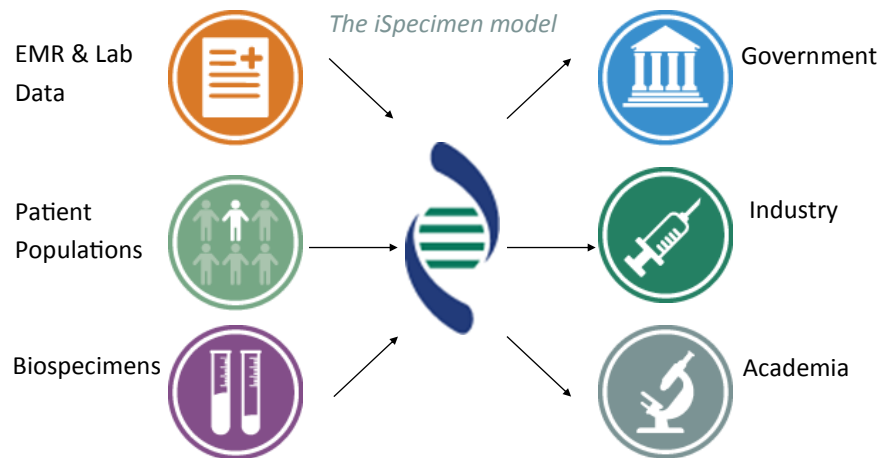 The iSpecimen model
EMR & Lab
Data
Government
Patient
Populations
Industry
Biospecimens
Academia